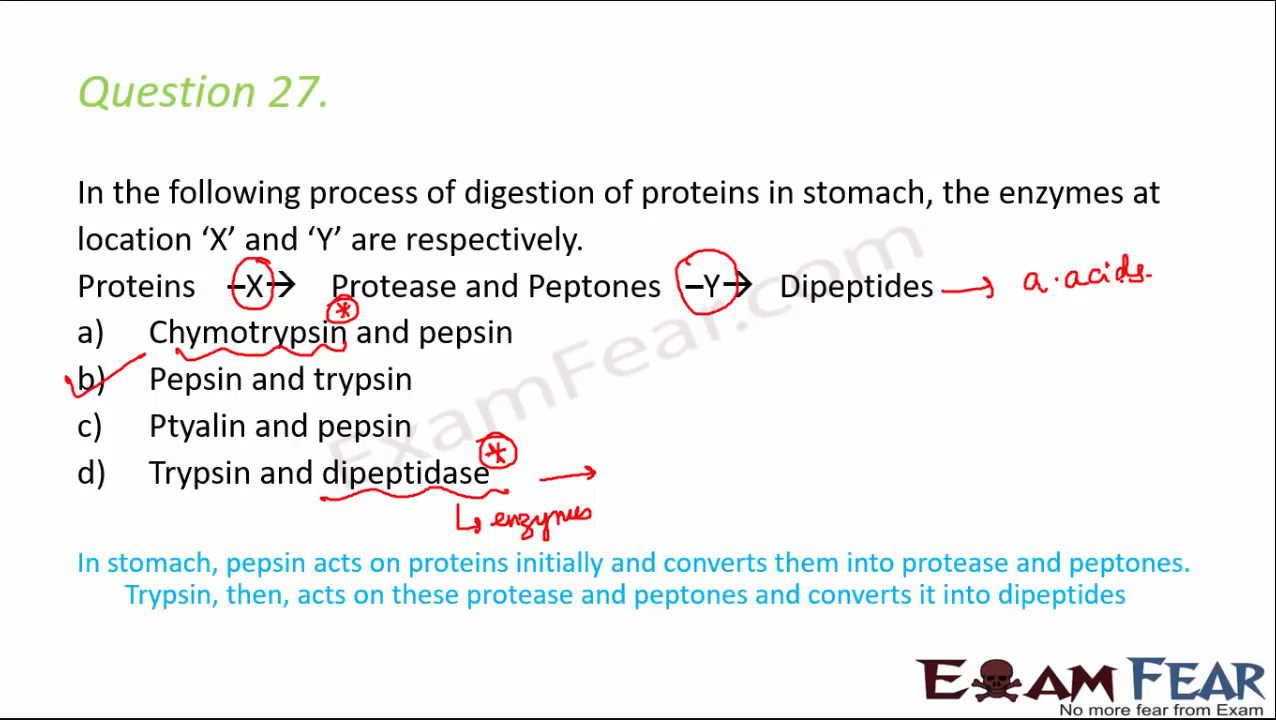 Question 27.
In the following process of digestion of proteins in stomach, the enzymes at
location ‘X’ and ‘Y’ are respectively.
Proteins –X→ Protease and Peptones –Y→ Dipeptides → a.acids.
a) Chymotrypsin * and pepsin
b) Pepsin and trypsin
c) Ptyalin and pepsin
d) Trypsin and dipeptidase * →
↳ enzymes
In stomach, pepsin acts on proteins initially and converts them into protease and peptones.
Trypsin, then, acts on these protease and peptones and converts it into dipeptides
ExamFear.com
EXAM FEAR
No more fear from Exam